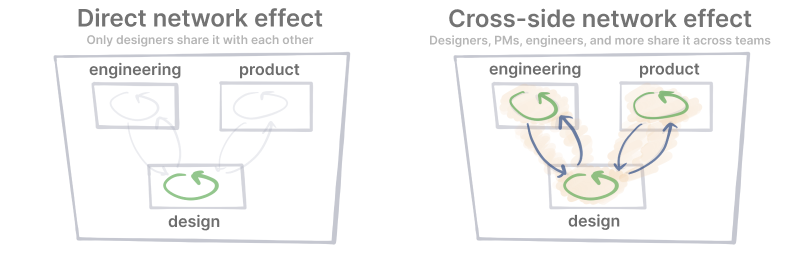 Direct network effect
Only designers share it with each other
engineering
product
design
Cross-side network effect
Designers, PMs, engineers, and more share it across teams
engineering
product
design